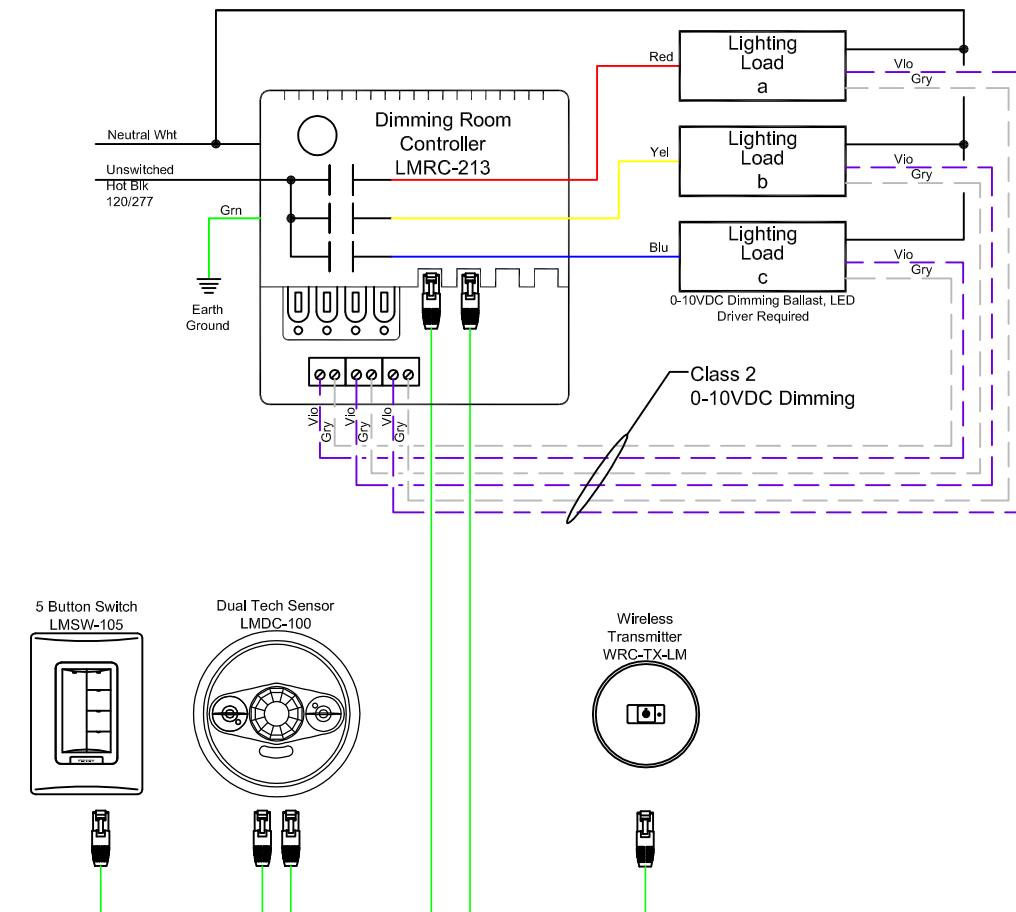 Lighting
Load
a
Red
Vlo
Gry
Dimming Room
Controller
LMRC-213
Neutral Wht
Unswitched
Hot Blk
120/277
Grn
Earth
Ground
Yel
Lighting
Load
b
Vio
Gry
Blu
Lighting
Load
c
Vio
Gry
0-10VDC Dimming Ballast, LED
Driver Required
Vio
Gry
Vio
Gry
Vio
Gry
Class 2
0-10VDC Dimming
5 Button Switch
LMSW-105
Dual Tech Sensor
LMDC-100
Wireless
Transmitter
WRC-TX-LM